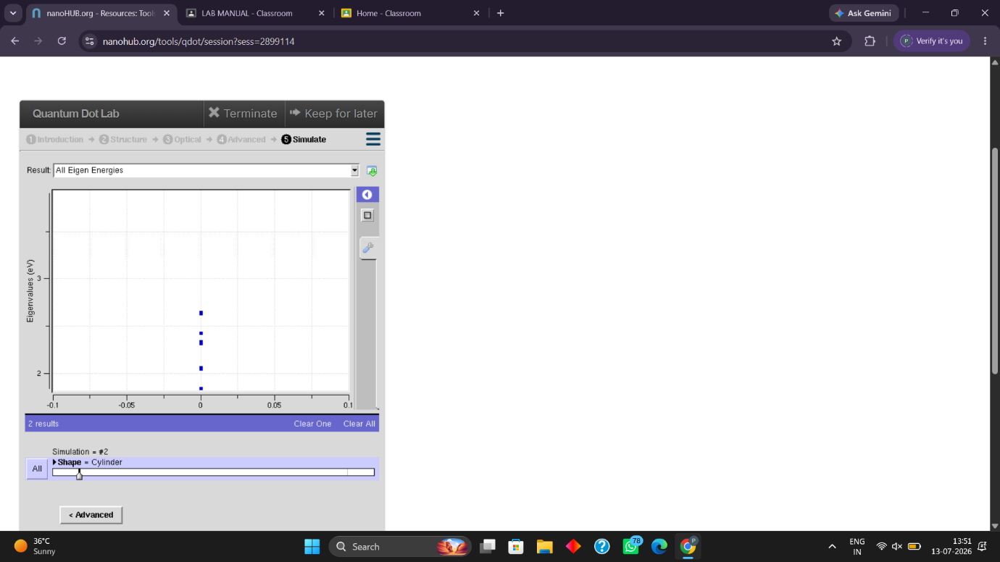 nanoHUB.org - Resources: Tools
LAB MANUAL - Classroom
Home - Classroom
Ask Gemini
nanohub.org/tools/qdot/session?sess=2899114
P
Verify it's you
Quantum Dot Lab
Terminate
Keep for later
1 Introduction
2 Structure
3 Optical
4 Advanced
5 Simulate
Result: All Eigen Energies
Eigenvalues (eV)
3
2
-0.1 -0.05 0 0.05 0.1
2 results
Clear One
Clear All
Simulation = #2
All
Shape = Cylinder
< Advanced
36°C
Sunny
Search
78
P
ENG
IN
13:51
13-07-2026